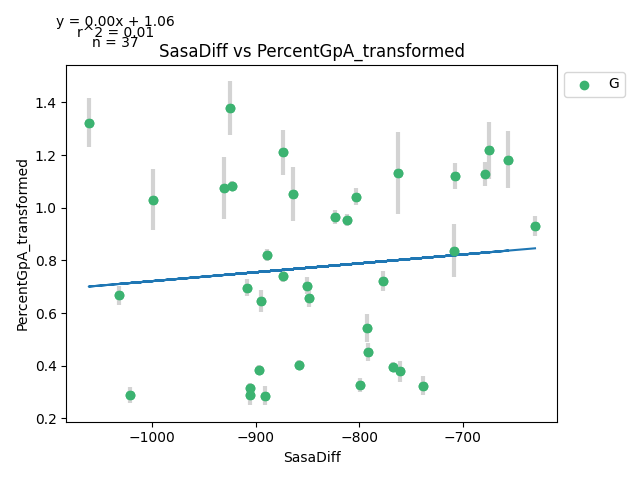 y = 0.00x + 1.06
r^2 = 0.01
n = 37
SasaDiff vs PercentGpA_transformed
G
PercentGpA_transformed
1.4
1.2
1.0
0.8
0.6
0.4
0.2
−1000
−900
−800
−700
SasaDiff